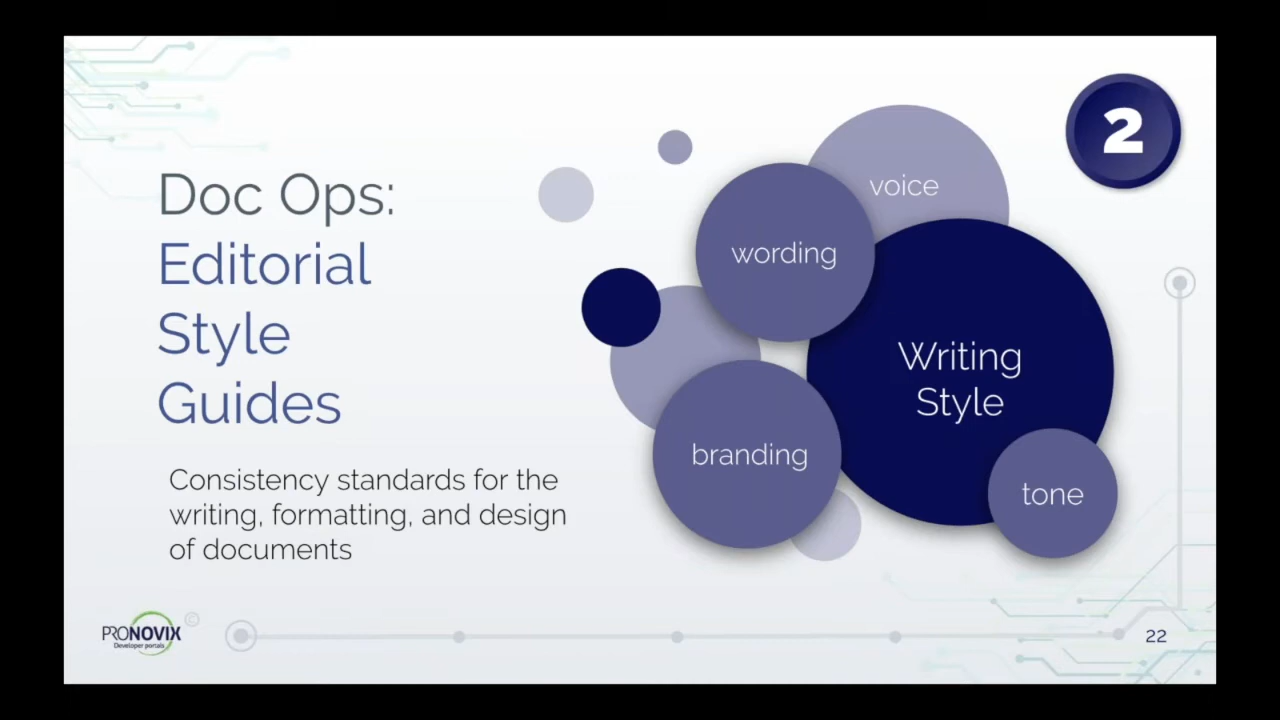 2
Doc Ops:
Editorial
Style
Guides
Consistency standards for the
writing, formatting, and design
of documents
voice
wording
Writing
Style
branding
tone
PRONOVIX
Developer portals
©
22